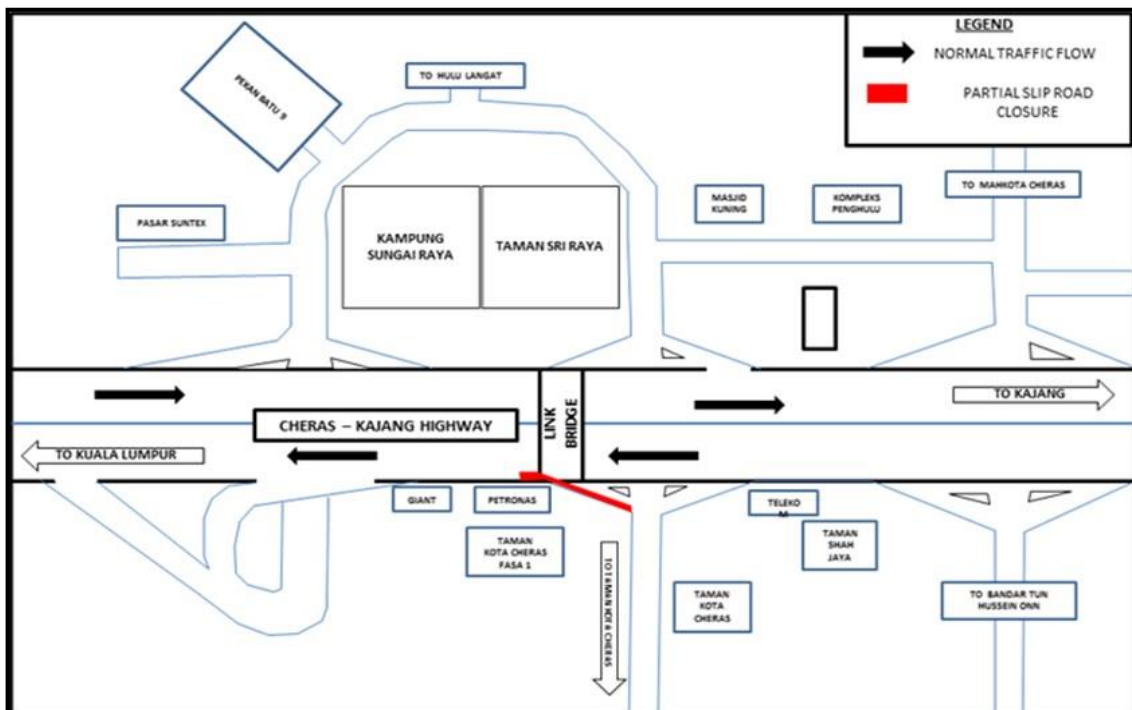 LEGEND
NORMAL TRAFFIC FLOW
PARTIAL SLIP ROAD
CLOSURE
TO HULU LANGAT
PEKAN BATU 9
PASAR SUNTEX
KAMPUNG
SUNGAI RAYA
TAMAN SRI RAYA
MASJID
KUNING
KOMPLEKS
PENGHULU
TO MAHKOTA CHERAS
TO KAJANG
CHERAS – KAJANG HIGHWAY
LINK
BRIDGE
TO KUALA LUMPUR
GIANT
PETRONAS
TELEKO
M
TAMAN
KOTA CHERAS
FASA 1
TAMAN
SHAH
JAYA
TO TAMAN KOTA CHERAS
TAMAN
KOTA
CHERAS
TO BANDAR TUN
HUSSEIN ONN